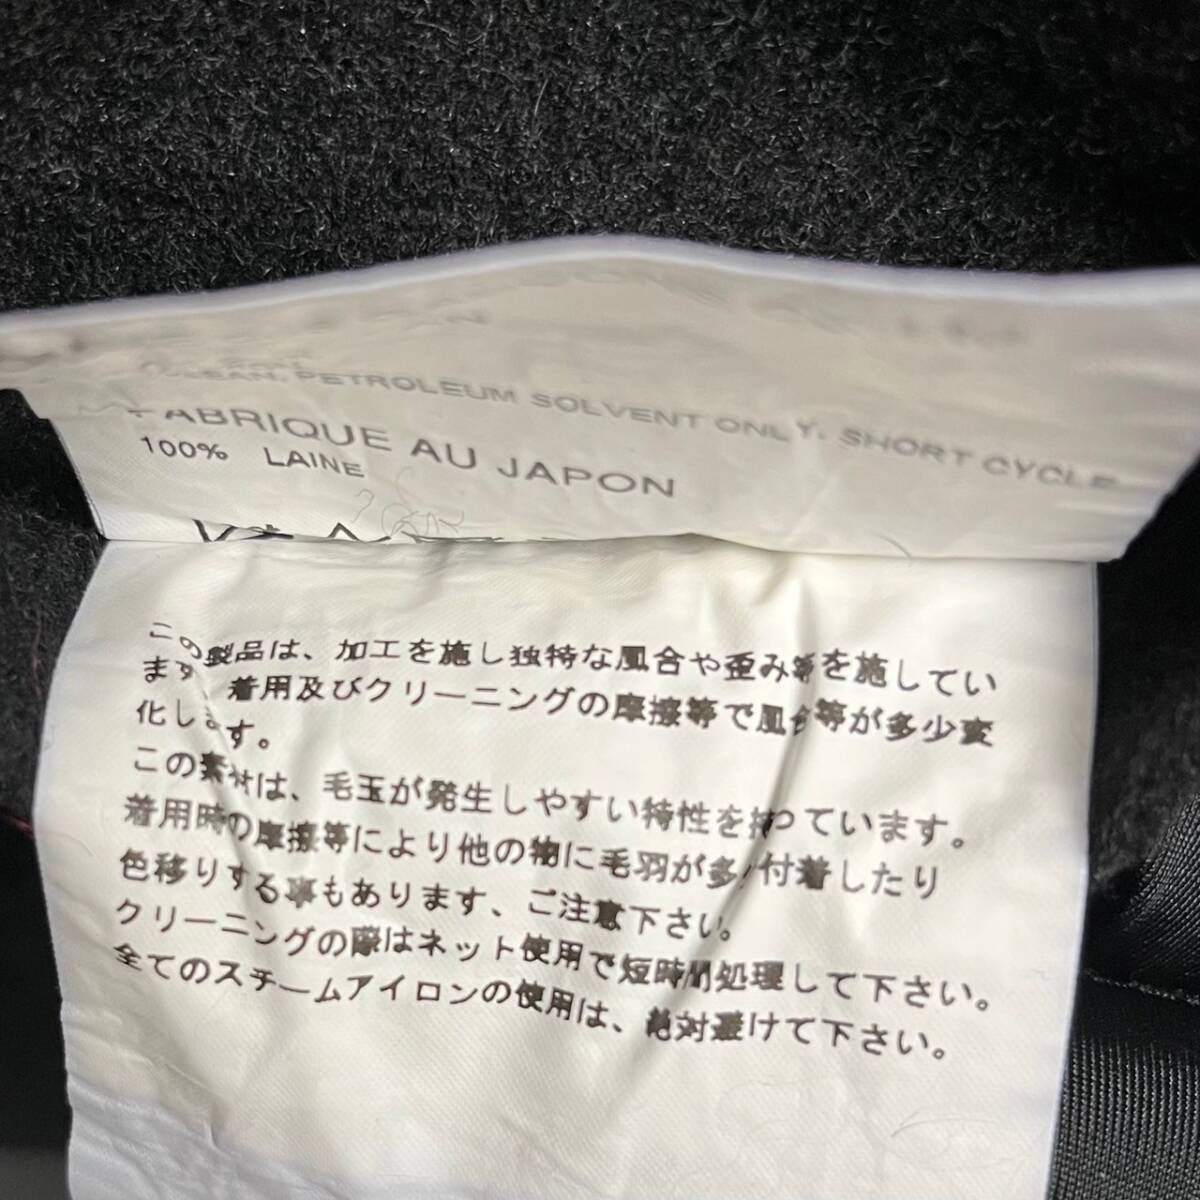 CLEAN, PETROLEUM SOLVENT ONLY. SHORT CYCLE
FABRIQUE AU JAPON
100% LAINE
この製品は、加工を施し独特な風合や歪み等を施してい
ます、着用及びクリーニングの摩擦等で風合等が多少変
化します。
この素材は、毛玉が発生しやすい特性を持っています。
着用時の摩擦等により他の物に毛羽が多少付着したり
色移りする事もあります、ご注意下さい。
クリーニングの際はネット使用で短時間処理して下さい。
全てのスチームアイロンの使用は、絶対避けて下さい。